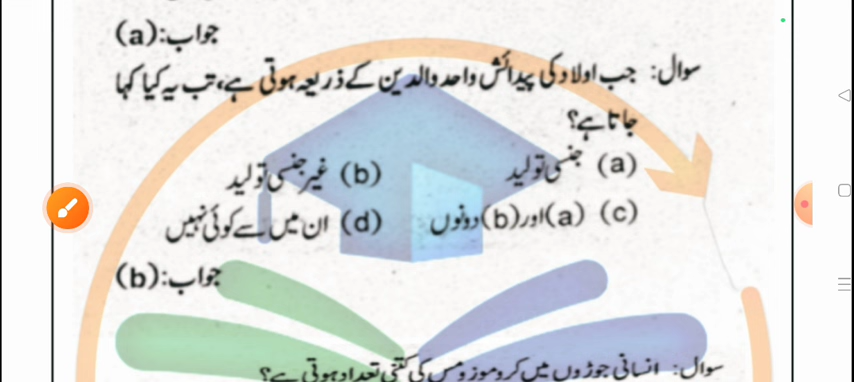 جواب:(a)
سوال: جب اولاد کی پیدائش واحد والدین کے ذریعہ ہوتی ہے، تب یہ کیا کہا
جاتا ہے؟
(a) جنسی تولید (b) غیر جنسی تولید
(c) (a)اور(b)دونوں (d) ان میں سے کوئی نہیں
جواب:(b)
سوال: انسانی جوڑوں میں کروموزومس کی کتنی تعداد ہوتی ہے؟